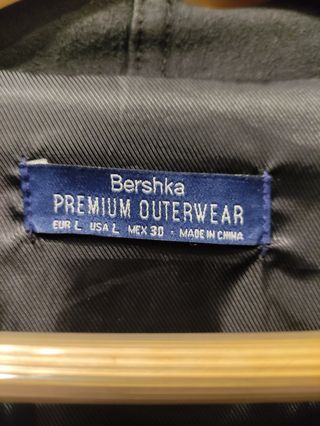 Bershka
PREMIUM OUTERWEAR
EUR L USA L MEX 30 • MADE IN CHINA